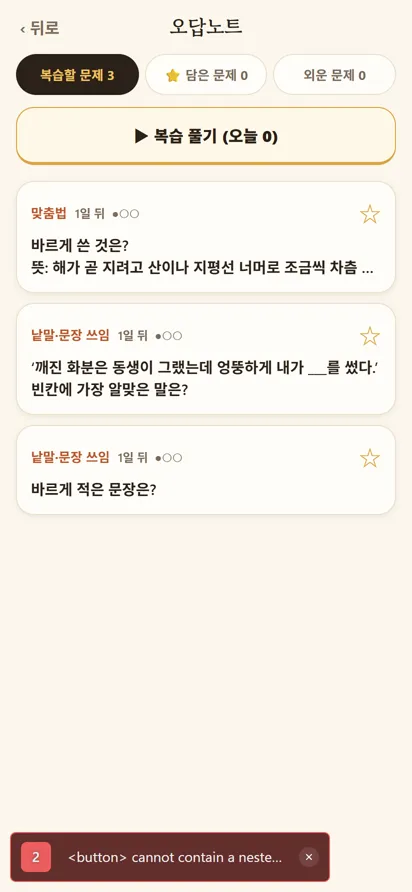 ‹ 뒤로
오답노트
복습할 문제 3
⭐ 담은 문제 0
외운 문제 0
▶ 복습 풀기 (오늘 0)
맞춤법 1일 뒤 ●○○ ☆
바르게 쓴 것은?
뜻: 해가 곧 지려고 산이나 지평선 너머로 조금씩 차츰 ...
낱말·문장 쓰임 1일 뒤 ●○○ ☆
‘깨진 화분은 동생이 그랬는데 엉뚱하게 내가 ___를 썼다.’
빈칸에 가장 알맞은 말은?
낱말·문장 쓰임 1일 뒤 ●○○ ☆
바르게 적은 문장은?
2 <button> cannot contain a neste... ×